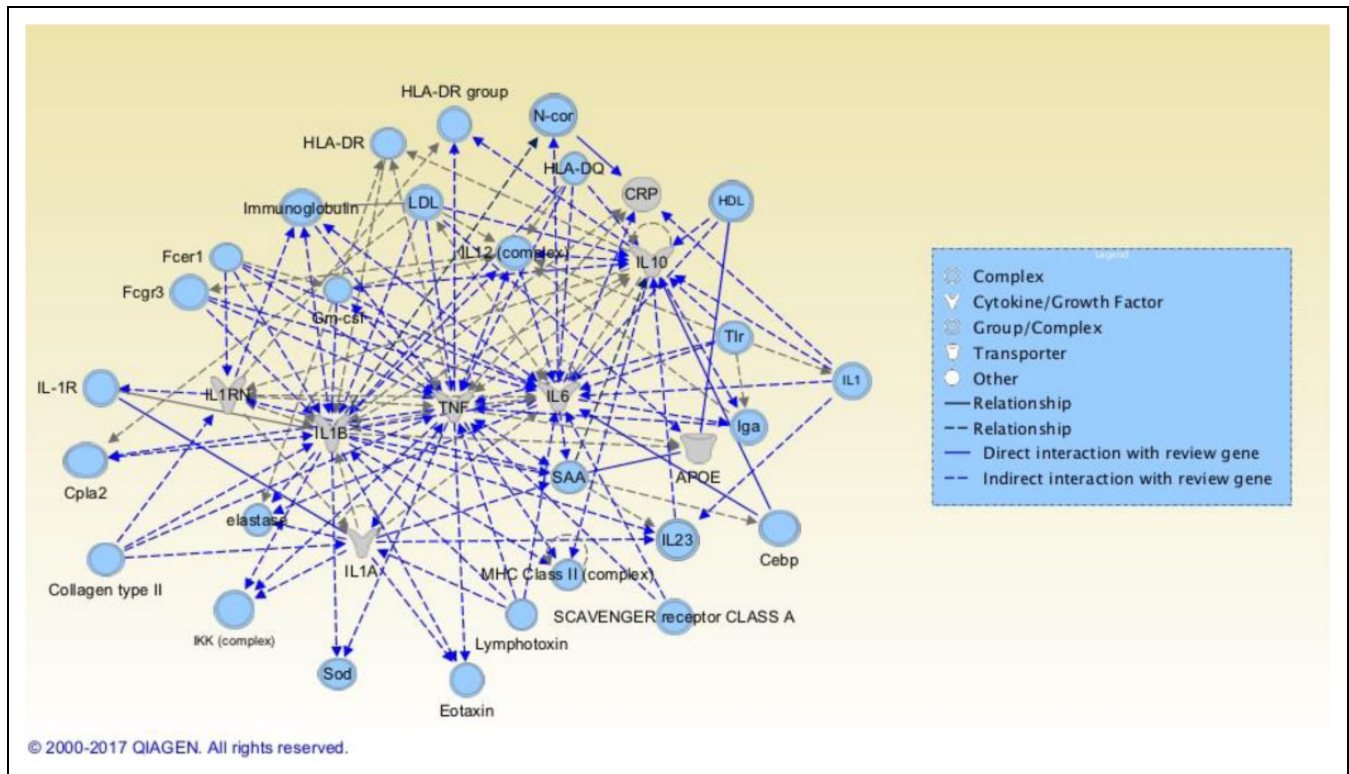 HLA-DR group
N-cor
HLA-DR
HLA-DQ
CRP
HDL
Immunoglobulin
LDL
IL12 (complex)
IL10
Fcer1
Fcgr3
Gm-csf
Tlr
IL-1R
IL1RN
IL1
TNF
IL6
IL1B
Iga
APOE
SAA
Cpla2
elastase
IL23
Cebp
IL1A
MHC Class II (complex)
Collagen type II
SCAVENGER receptor CLASS A
IKK (complex)
Lymphotoxin
Sod
Eotaxin
Legend
Complex
Cytokine/Growth Factor
Group/Complex
Transporter
Other
Relationship
Relationship
Direct interaction with review gene
Indirect interaction with review gene
© 2000-2017 QIAGEN. All rights reserved.